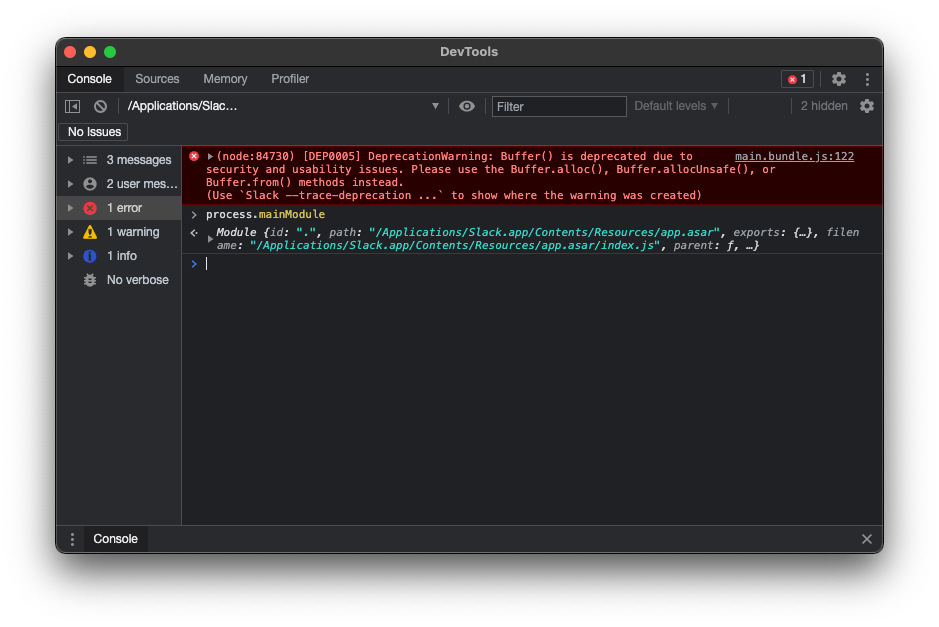 DevTools
Console Sources Memory Profiler 1
/Applications/Slac… Filter Default levels 2 hidden
No Issues
3 messages
2 user mes…
1 error
1 warning
1 info
No verbose
(node:84730) [DEP0005] DeprecationWarning: Buffer() is deprecated due to main.bundle.js:122
security and usability issues. Please use the Buffer.alloc(), Buffer.allocUnsafe(), or
Buffer.from() methods instead.
(Use `Slack --trace-deprecation ...` to show where the warning was created)
process.mainModule
Module {id: ".", path: "/Applications/Slack.app/Contents/Resources/app.asar", exports: {…}, filen
ame: "/Applications/Slack.app/Contents/Resources/app.asar/index.js", parent: ƒ, …}
Console